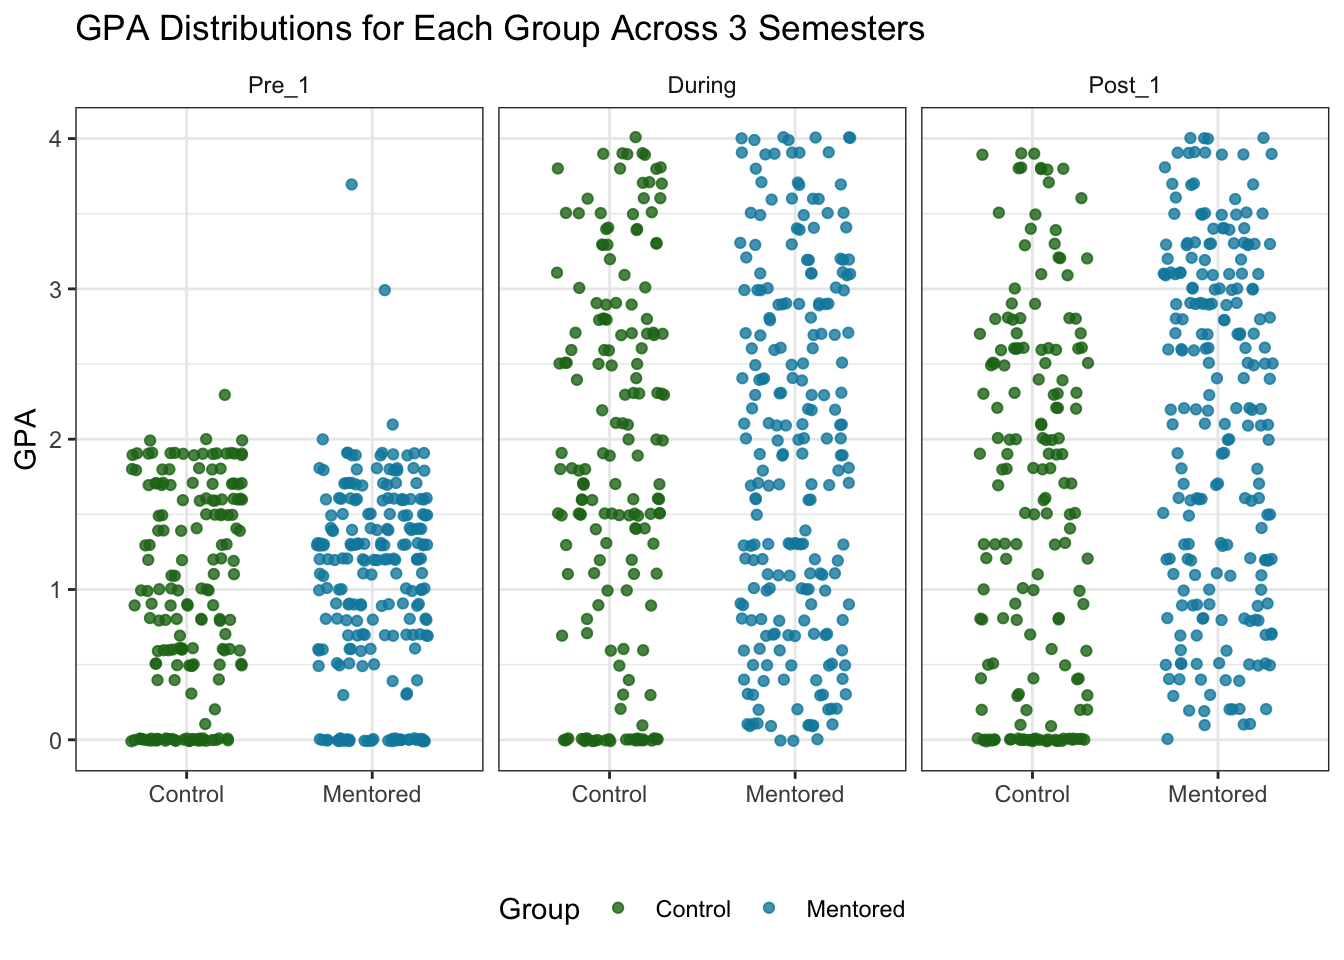 GPA Distributions for Each Group Across 3 Semesters
Pre_1 During Post_1
4
3
2
1
0
GPA
Control Mentored Control Mentored Control Mentored
Group Control Mentored